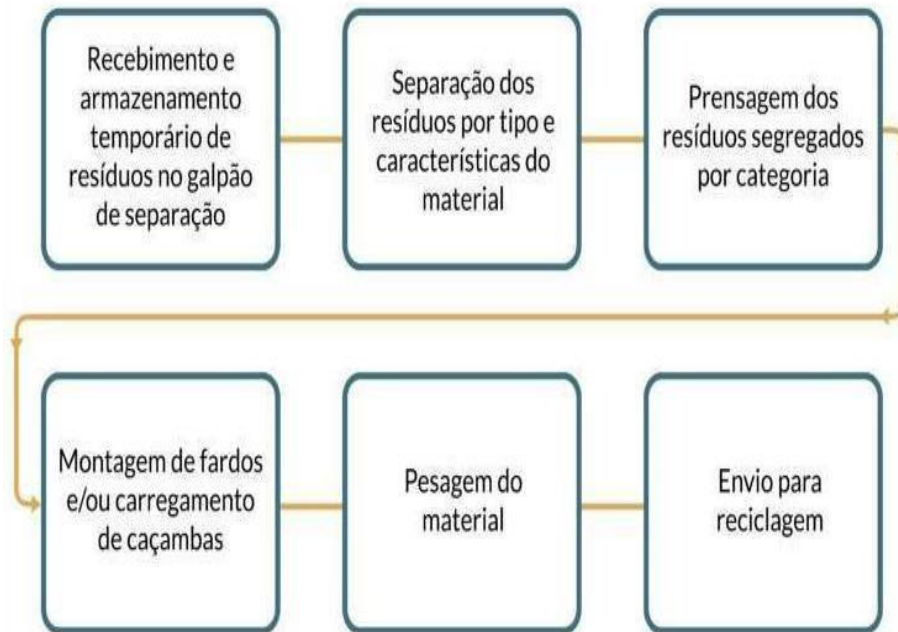 Recebimento e
armazenamento
temporário de
resíduos no galpão
de separação
Separação dos
resíduos por tipo e
características do
material
Prensagem dos
resíduos segregados
por categoria
Montagem de fardos
e/ou carregamento
de caçambas
Pesagem do
material
Envio para
reciclagem